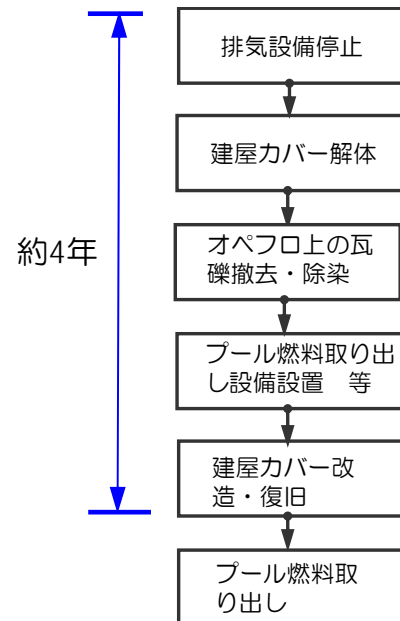 排気設備停止
建屋カバー解体
約4年
オペフロ上の瓦
礫撤去・除染
プール燃料取り出
し設備設置　等
建屋カバー改
造・復旧
プール燃料取
り出し